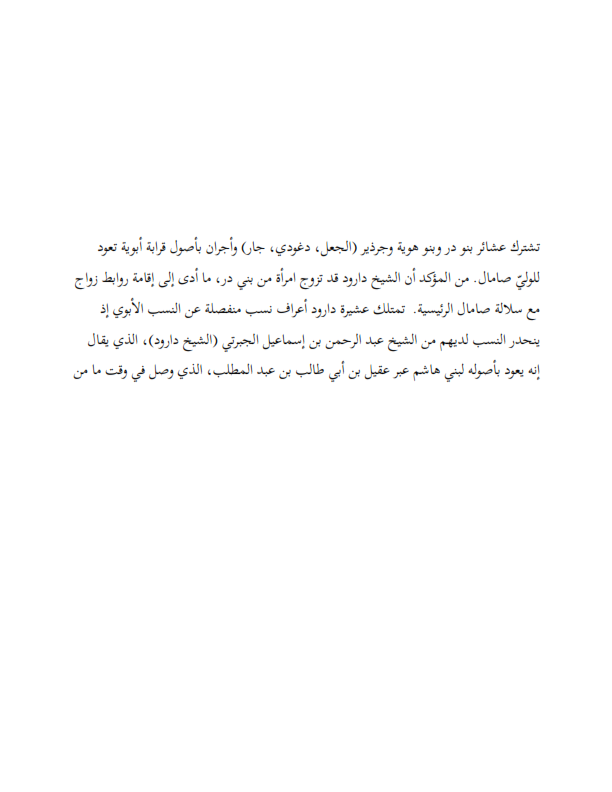 تشترك عشائر بنو در وبنو هوية وجرذير (الجعل، دغودي، جار) وأجران بأصول قرابة أبوية تعود
للوليّ صامال. من المؤكد أن الشيخ دارود قد تزوج امرأة من بني در، ما أدى إلى إقامة روابط زواج
مع سلالة صامال الرئيسية. تمتلك عشيرة دارود أعراف نسب منفصلة عن النسب الأبوي إذ
ينحدر النسب لديهم من الشيخ عبد الرحمن بن إسماعيل الجبرتي (الشيخ دارود)، الذي يقال
إنه يعود بأصوله لبني هاشم عبر عقيل بن أبي طالب بن عبد المطلب، الذي وصل في وقت ما من